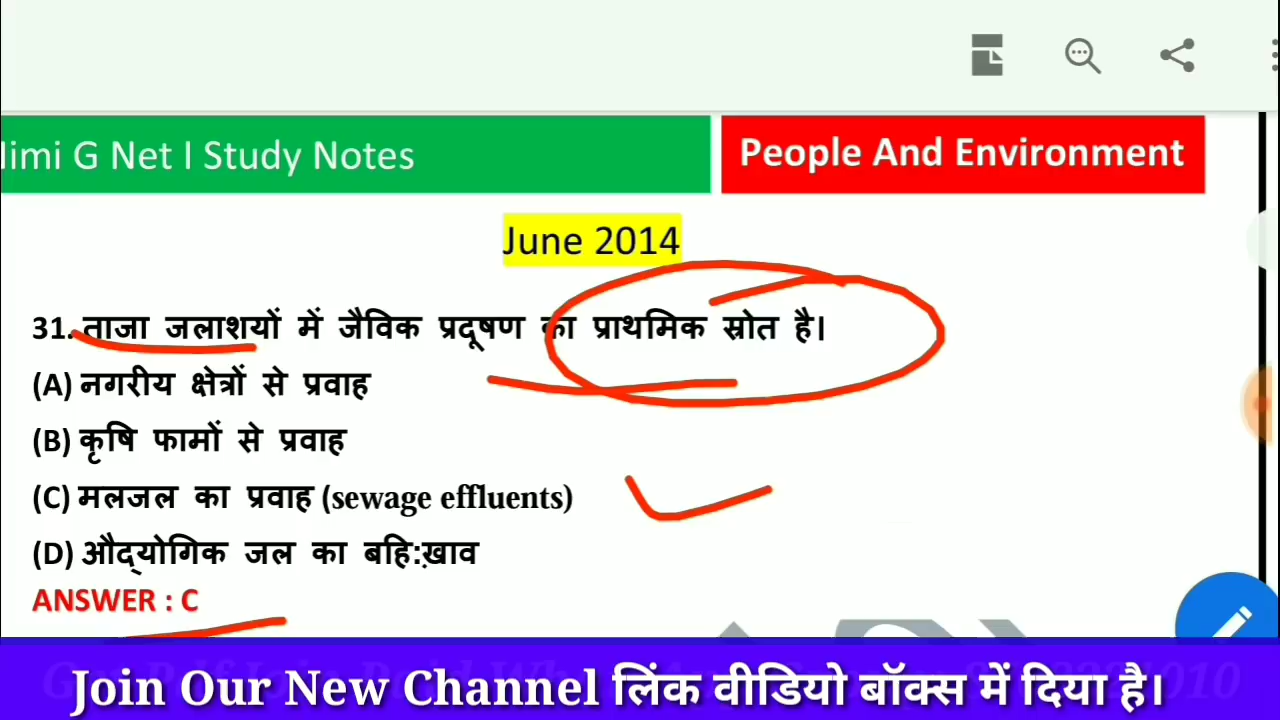 limi G Net I Study Notes
People And Environment
June 2014
31. ताजा जलाशयों में जैविक प्रदूषण का प्राथमिक स्रोत है।
(A) नगरीय क्षेत्रों से प्रवाह
(B) कृषि फामों से प्रवाह
(C) मलजल का प्रवाह (sewage effluents)
(D) औद्योगिक जल का बहि:ख़ाव
ANSWER : C
Join Our New Channel लिंक वीडियो बॉक्स में दिया है।